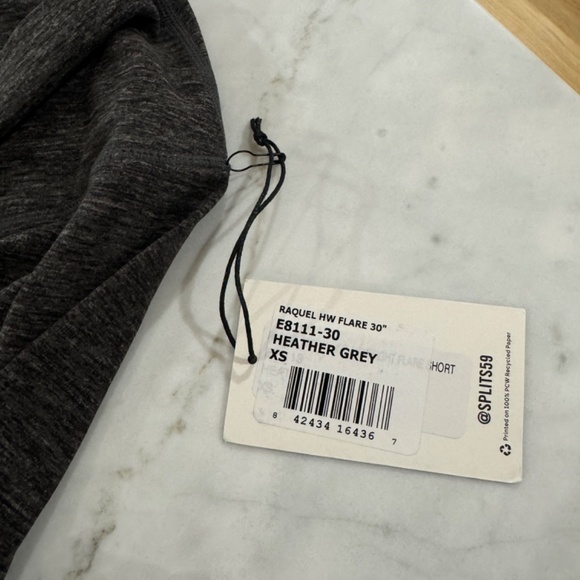 RAQUEL HW FLARE 30"
E8111-30
HEATHER GREY
XS
FLARE SHORT
8 42434 16436 7
@SPLITS59
Printed on 100% PCW Recycled Paper